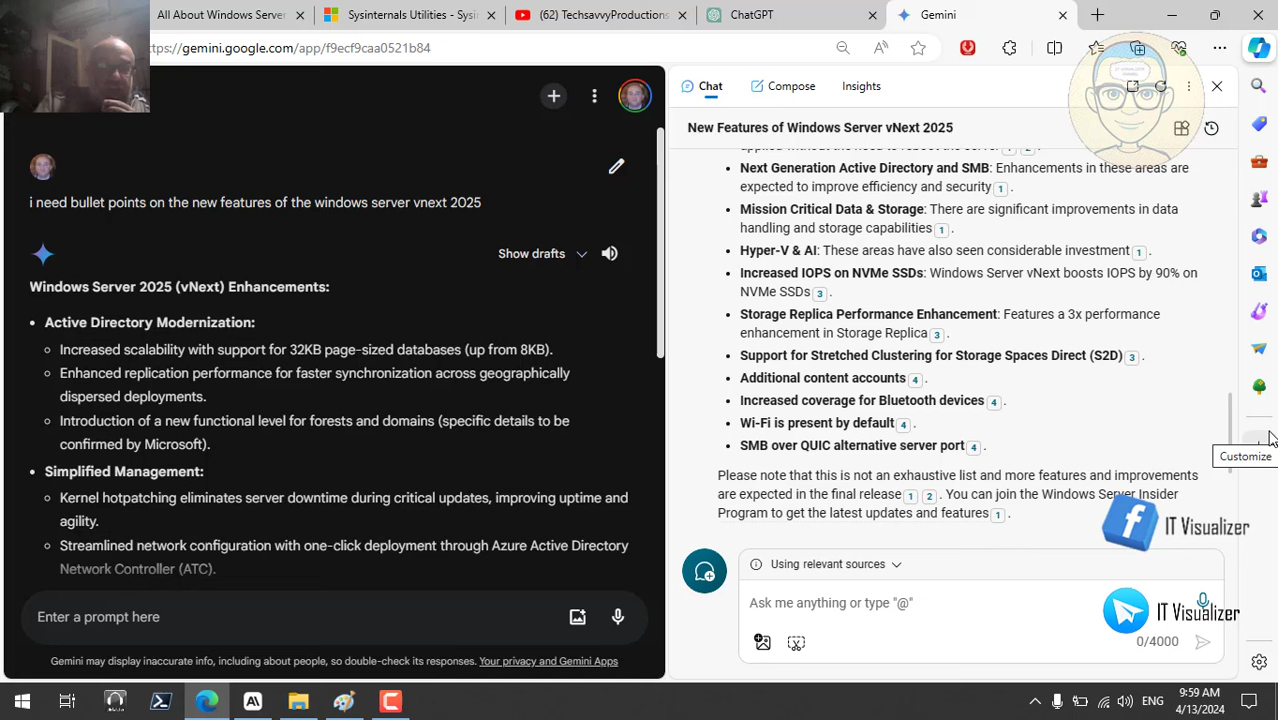 All About Windows Server
Sysinternals Utilities - Sysin
(62) TechsavvyProductions
ChatGPT
Gemini
ttps://gemini.google.com/app/f9ecf9caa0521b84
i need bullet points on the new features of the windows server vnext 2025
Show drafts
Windows Server 2025 (vNext) Enhancements:
Active Directory Modernization:
Increased scalability with support for 32KB page-sized databases (up from 8KB).
Enhanced replication performance for faster synchronization across geographically
dispersed deployments.
Introduction of a new functional level for forests and domains (specific details to be
confirmed by Microsoft).
Simplified Management:
Kernel hotpatching eliminates server downtime during critical updates, improving uptime and
agility.
Streamlined network configuration with one-click deployment through Azure Active Directory
Network Controller (ATC).
Enter a prompt here
Gemini may display inaccurate info, including about people, so double-check its responses. Your privacy and Gemini Apps
Chat
Compose
Insights
New Features of Windows Server vNext 2025
applied without the need to reboot the server 1 2 .
Next Generation Active Directory and SMB: Enhancements in these areas are
expected to improve efficiency and security 1 .
Mission Critical Data & Storage: There are significant improvements in data
handling and storage capabilities 1 .
Hyper-V & AI: These areas have also seen considerable investment 1 .
Increased IOPS on NVMe SSDs: Windows Server vNext boosts IOPS by 90% on
NVMe SSDs 3 .
Storage Replica Performance Enhancement: Features a 3x performance
enhancement in Storage Replica 3 .
Support for Stretched Clustering for Storage Spaces Direct (S2D) 3 .
Additional content accounts 4 .
Increased coverage for Bluetooth devices 4 .
Wi-Fi is present by default 4 .
SMB over QUIC alternative server port 4 .
Please note that this is not an exhaustive list and more features and improvements
are expected in the final release 1 2 . You can join the Windows Server Insider
Program to get the latest updates and features 1 .
Customize
IT Visualizer
Using relevant sources
Ask me anything or type "@"
IT Visualizer
0/4000
ENG
9:59 AM
4/13/2024